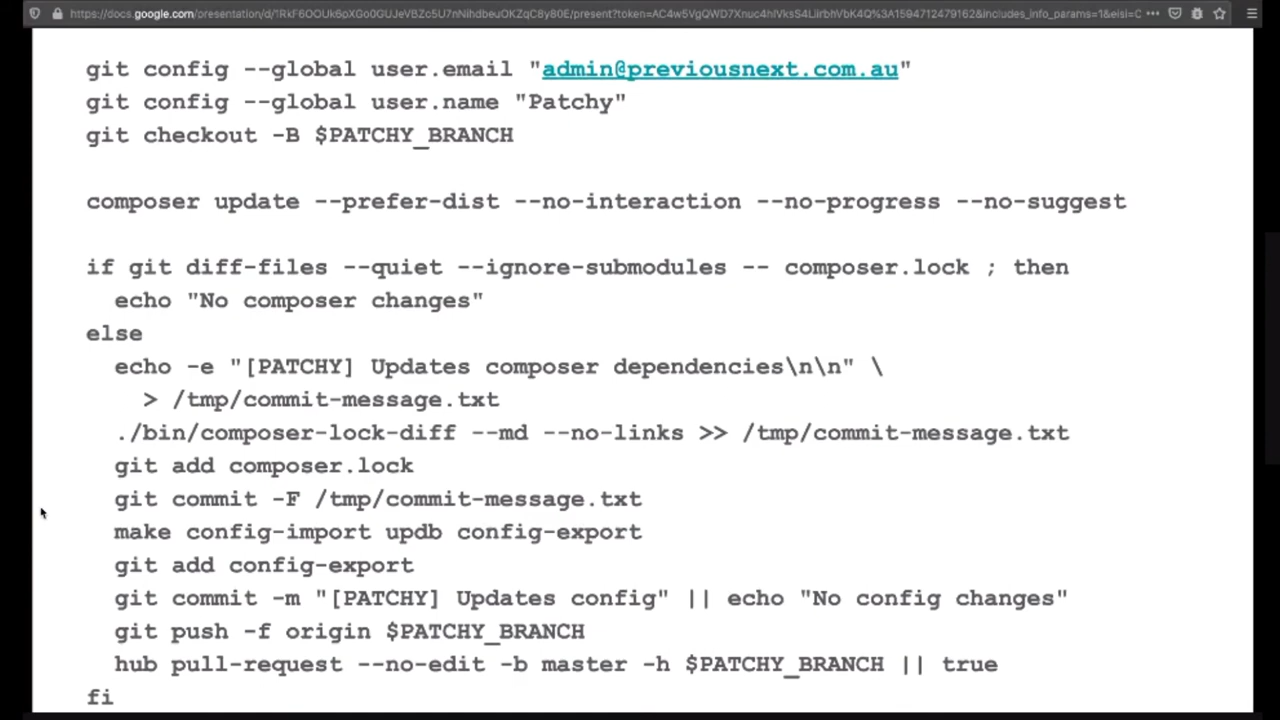 git config --global user.email "admin@previousnext.com.au"
git config --global user.name "Patchy"
git checkout -B $PATCHY_BRANCH
composer update --prefer-dist --no-interaction --no-progress --no-suggest
if git diff-files --quiet --ignore-submodules -- composer.lock ; then
echo "No composer changes"
else
echo -e "[PATCHY] Updates composer dependencies\n\n" \
> /tmp/commit-message.txt
./bin/composer-lock-diff --md --no-links >> /tmp/commit-message.txt
git add composer.lock
git commit -F /tmp/commit-message.txt
make config-import updb config-export
git add config-export
git commit -m "[PATCHY] Updates config" || echo "No config changes"
git push -f origin $PATCHY_BRANCH
hub pull-request --no-edit -b master -h $PATCHY_BRANCH || true
fi